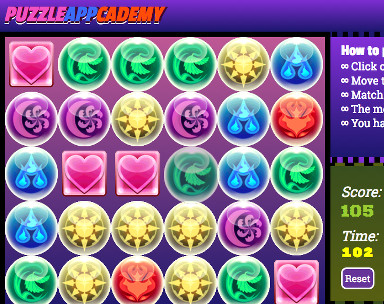 PUZZLEAPPCADEMY
How to p
∞ Click o
∞ Move t
∞ Match
∞ The m
∞ You ha
Score:
105
Time:
102
Reset